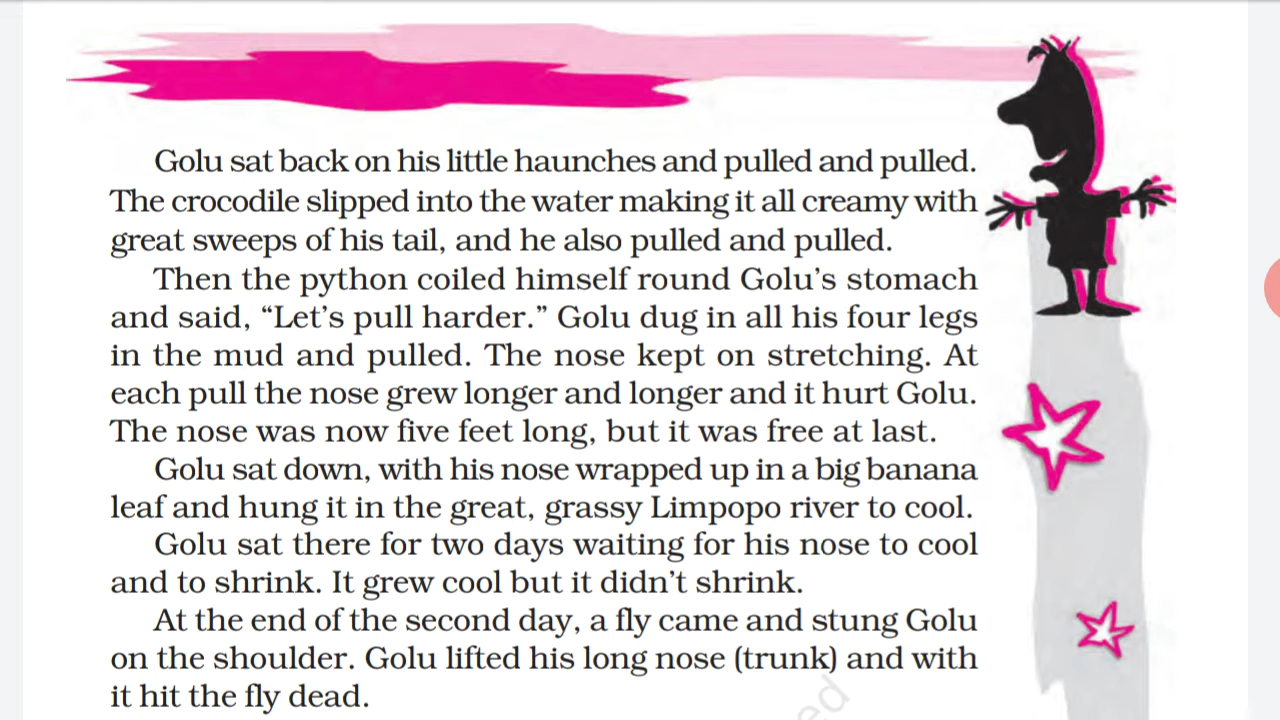 Golu sat back on his little haunches and pulled and pulled.
The crocodile slipped into the water making it all creamy with
great sweeps of his tail, and he also pulled and pulled.
Then the python coiled himself round Golu’s stomach
and said, “Let’s pull harder.” Golu dug in all his four legs
in the mud and pulled. The nose kept on stretching. At
each pull the nose grew longer and longer and it hurt Golu.
The nose was now five feet long, but it was free at last.
Golu sat down, with his nose wrapped up in a big banana
leaf and hung it in the great, grassy Limpopo river to cool.
Golu sat there for two days waiting for his nose to cool
and to shrink. It grew cool but it didn’t shrink.
At the end of the second day, a fly came and stung Golu
on the shoulder. Golu lifted his long nose (trunk) and with
it hit the fly dead.